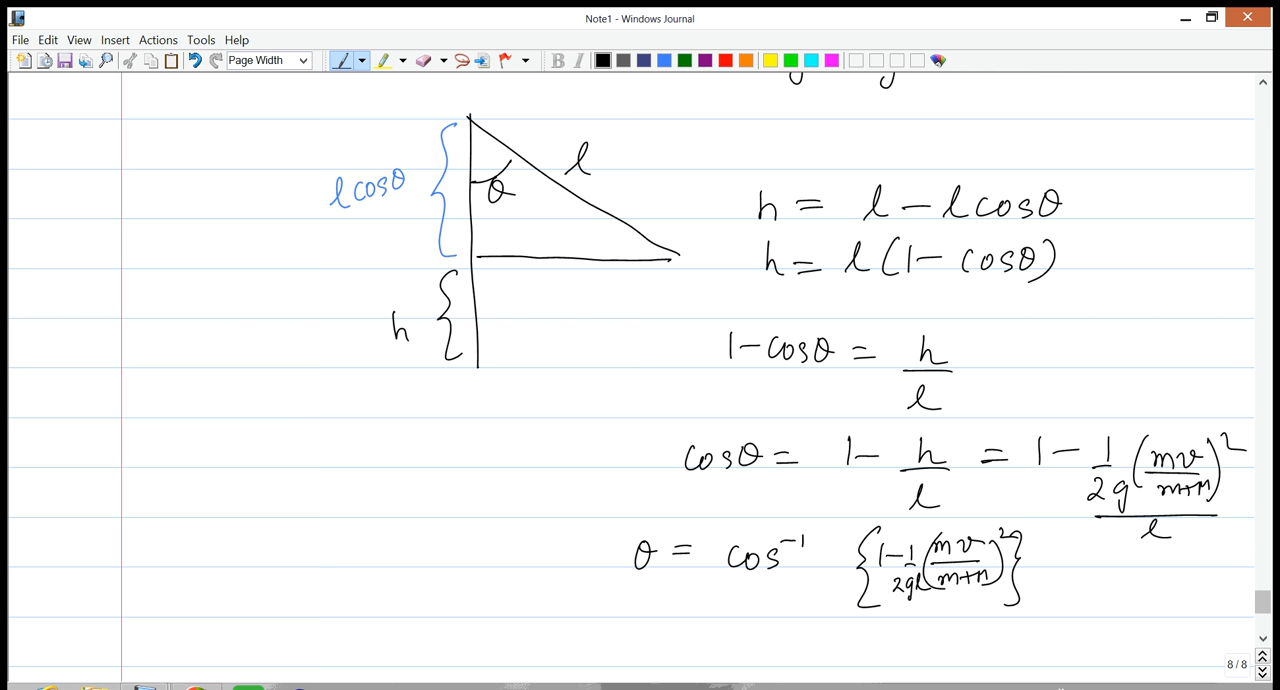 Note1 - Windows Journal
File Edit View Insert Actions Tools Help
Page Width
B I
l
l cosθ
θ
h = l - l cosθ
h = l (1 - cosθ)
h
1 - cosθ = h/l
cosθ = 1 - h/l = 1 - 1/2g (mv/m+M)² / l
θ = cos⁻¹ {1 - 1/2gl (mv/m+M)²}
8 / 8